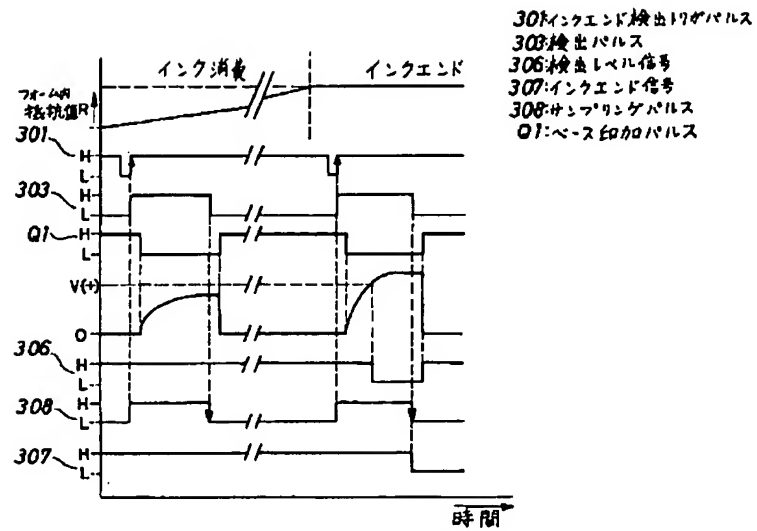 301:インクエンド検出トリガパルス
303:検出パルス
306:検出レベル信号
307:インクエンド信号
308:サンプリングパルス
Q1:ベース印加パルス
インク消費
インクエンド
フォーム内
抵抗値R
301
H
L
303
H
L
Q1
H
L
V(+)
0
306
H
L
308
H
L
307
H
L
時間